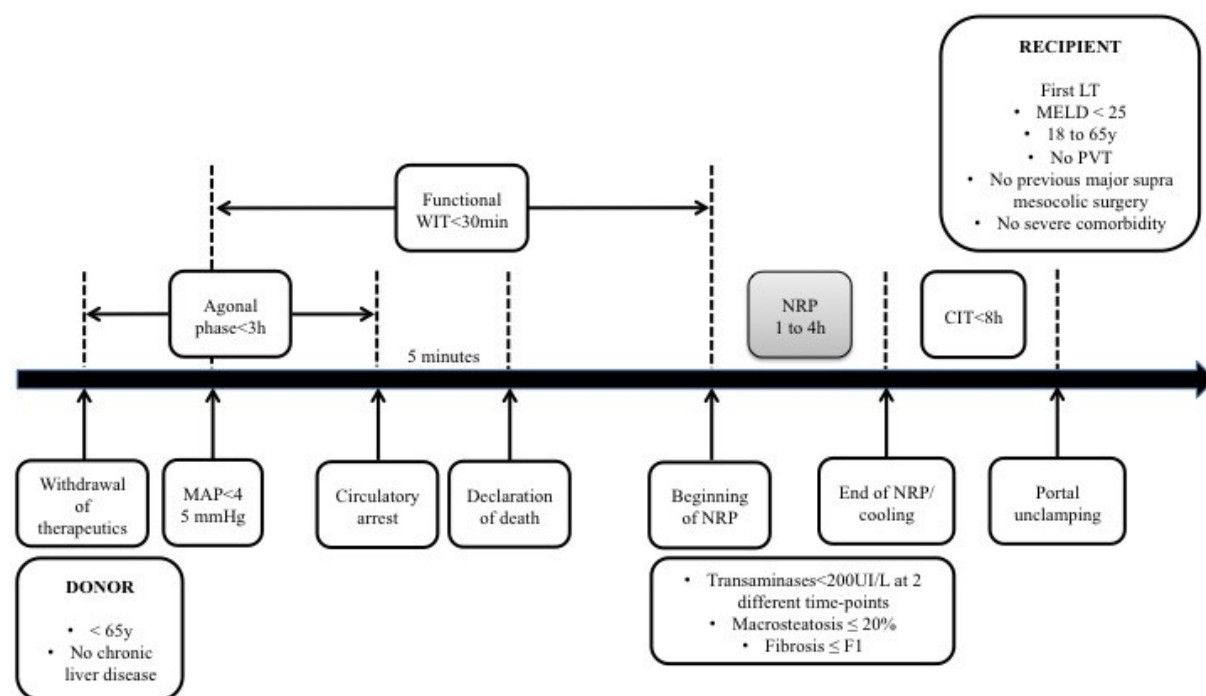 RECIPIENT
First LT
• MELD < 25
• 18 to 65y
• No PVT
• No previous major supra
mesocolic surgery
• No severe comorbidity
Functional
WIT<30min
Agonal
phase<3h
NRP
1 to 4h
CIT<8h
5 minutes
Withdrawal
of
therapeutics
MAP<4
5 mmHg
Circulatory
arrest
Declaration
of death
Beginning
of NRP
End of NRP/
cooling
Portal
unclamping
DONOR
• < 65y
• No chronic
liver disease
• Transaminases<200UI/L at 2
different time-points
• Macrosteatosis ≤ 20%
• Fibrosis ≤ F1